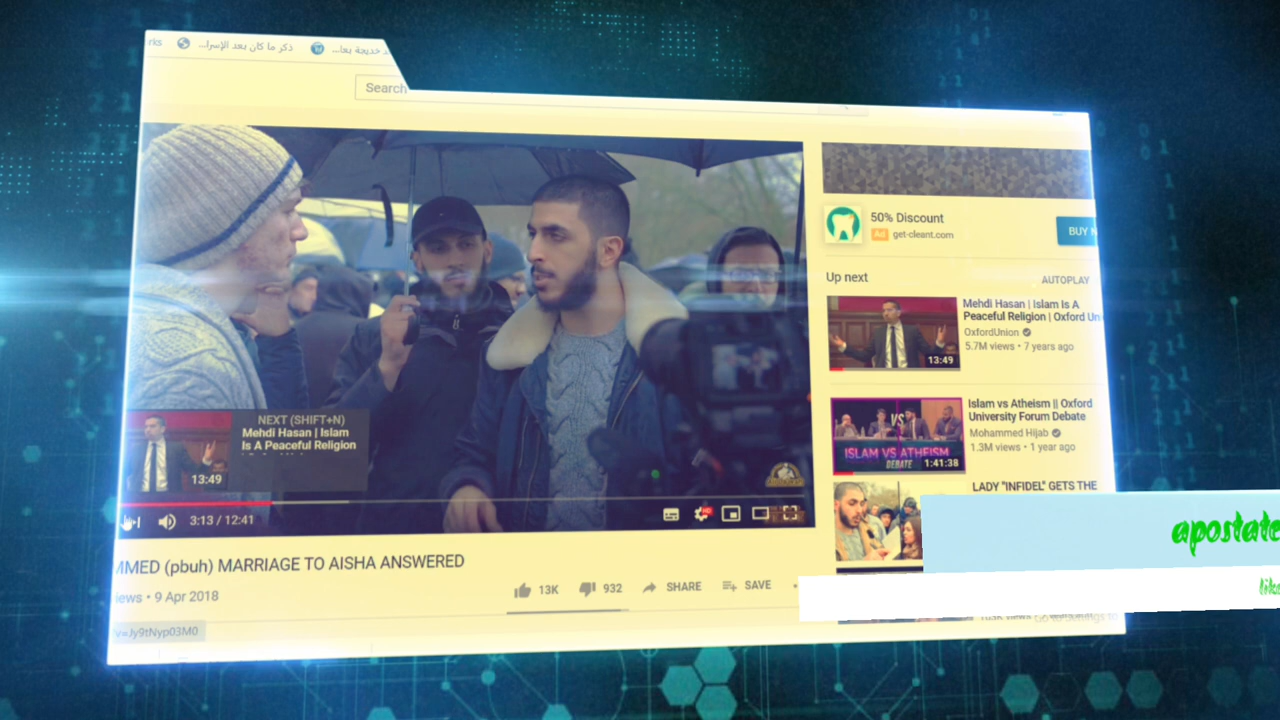 rks
ذكر ما كان بعد الإسرا...
Search
50% Discount
Ad get-cleant.com
BUY N
Up next
AUTOPLAY
Mehdi Hasan | Islam Is A
Peaceful Religion | Oxford Un
OxfordUnion
5.7M views • 7 years ago
13:49
Islam vs Atheism || Oxford
University Forum Debate
Mohammed Hijab
1.3M views • 1 year ago
VS
ISLAM VS ATHEISM
DEBATE
1:41:38
LADY "INFIDEL" GETS THE
NEXT (SHIFT+N)
Mehdi Hasan | Islam
Is A Peaceful Religion
13:49
3:13 / 12:41
HD
MMED (pbuh) MARRIAGE TO AISHA ANSWERED
iews • 9 Apr 2018
13K
932
SHARE
SAVE
v=Jy9tNyp03M0
apostate